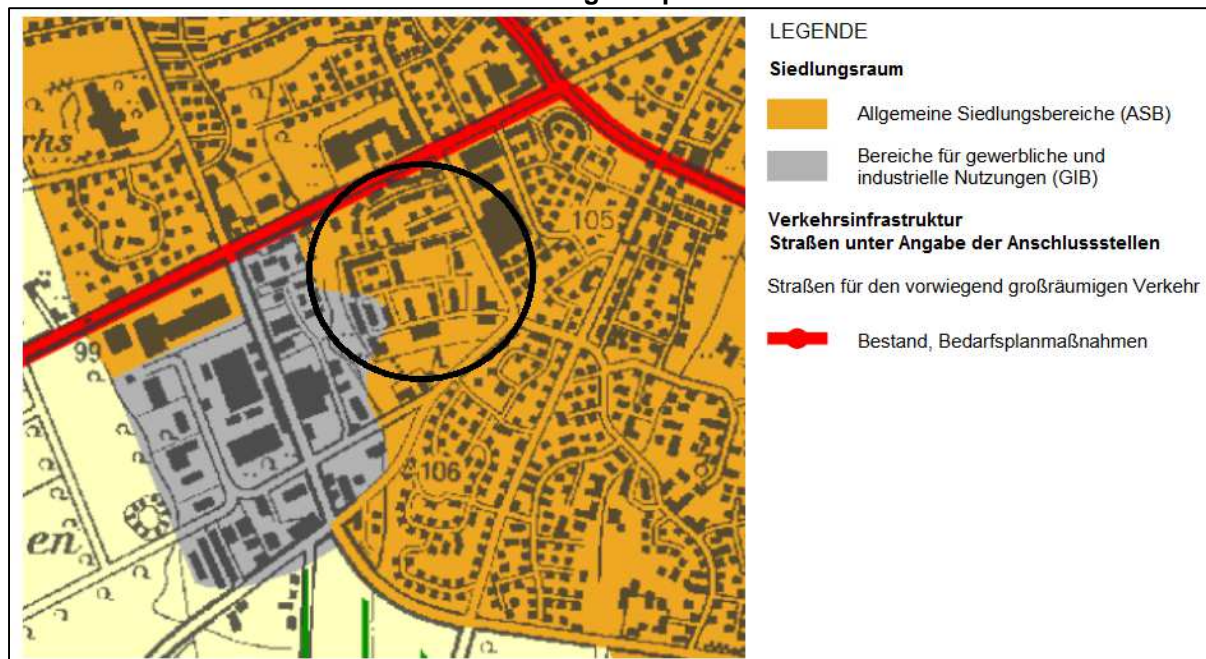 LEGENDE
Siedlungsraum
Allgemeine Siedlungsbereiche (ASB)
Bereiche für gewerbliche und
industrielle Nutzungen (GIB)
Verkehrsinfrastruktur
Straßen unter Angabe der Anschlussstellen
Straßen für den vorwiegend großräumigen Verkehr
Bestand, Bedarfsplanmaßnahmen
105
99
106
en